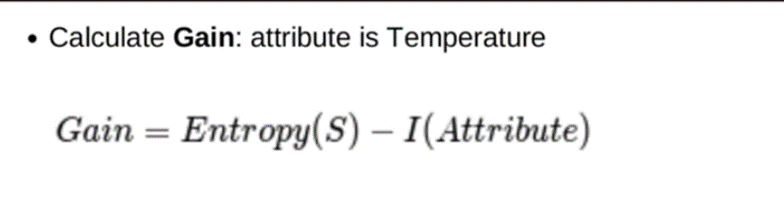 • Calculate Gain: attribute is Temperature
Gain = Entropy(S) − I(Attribute)